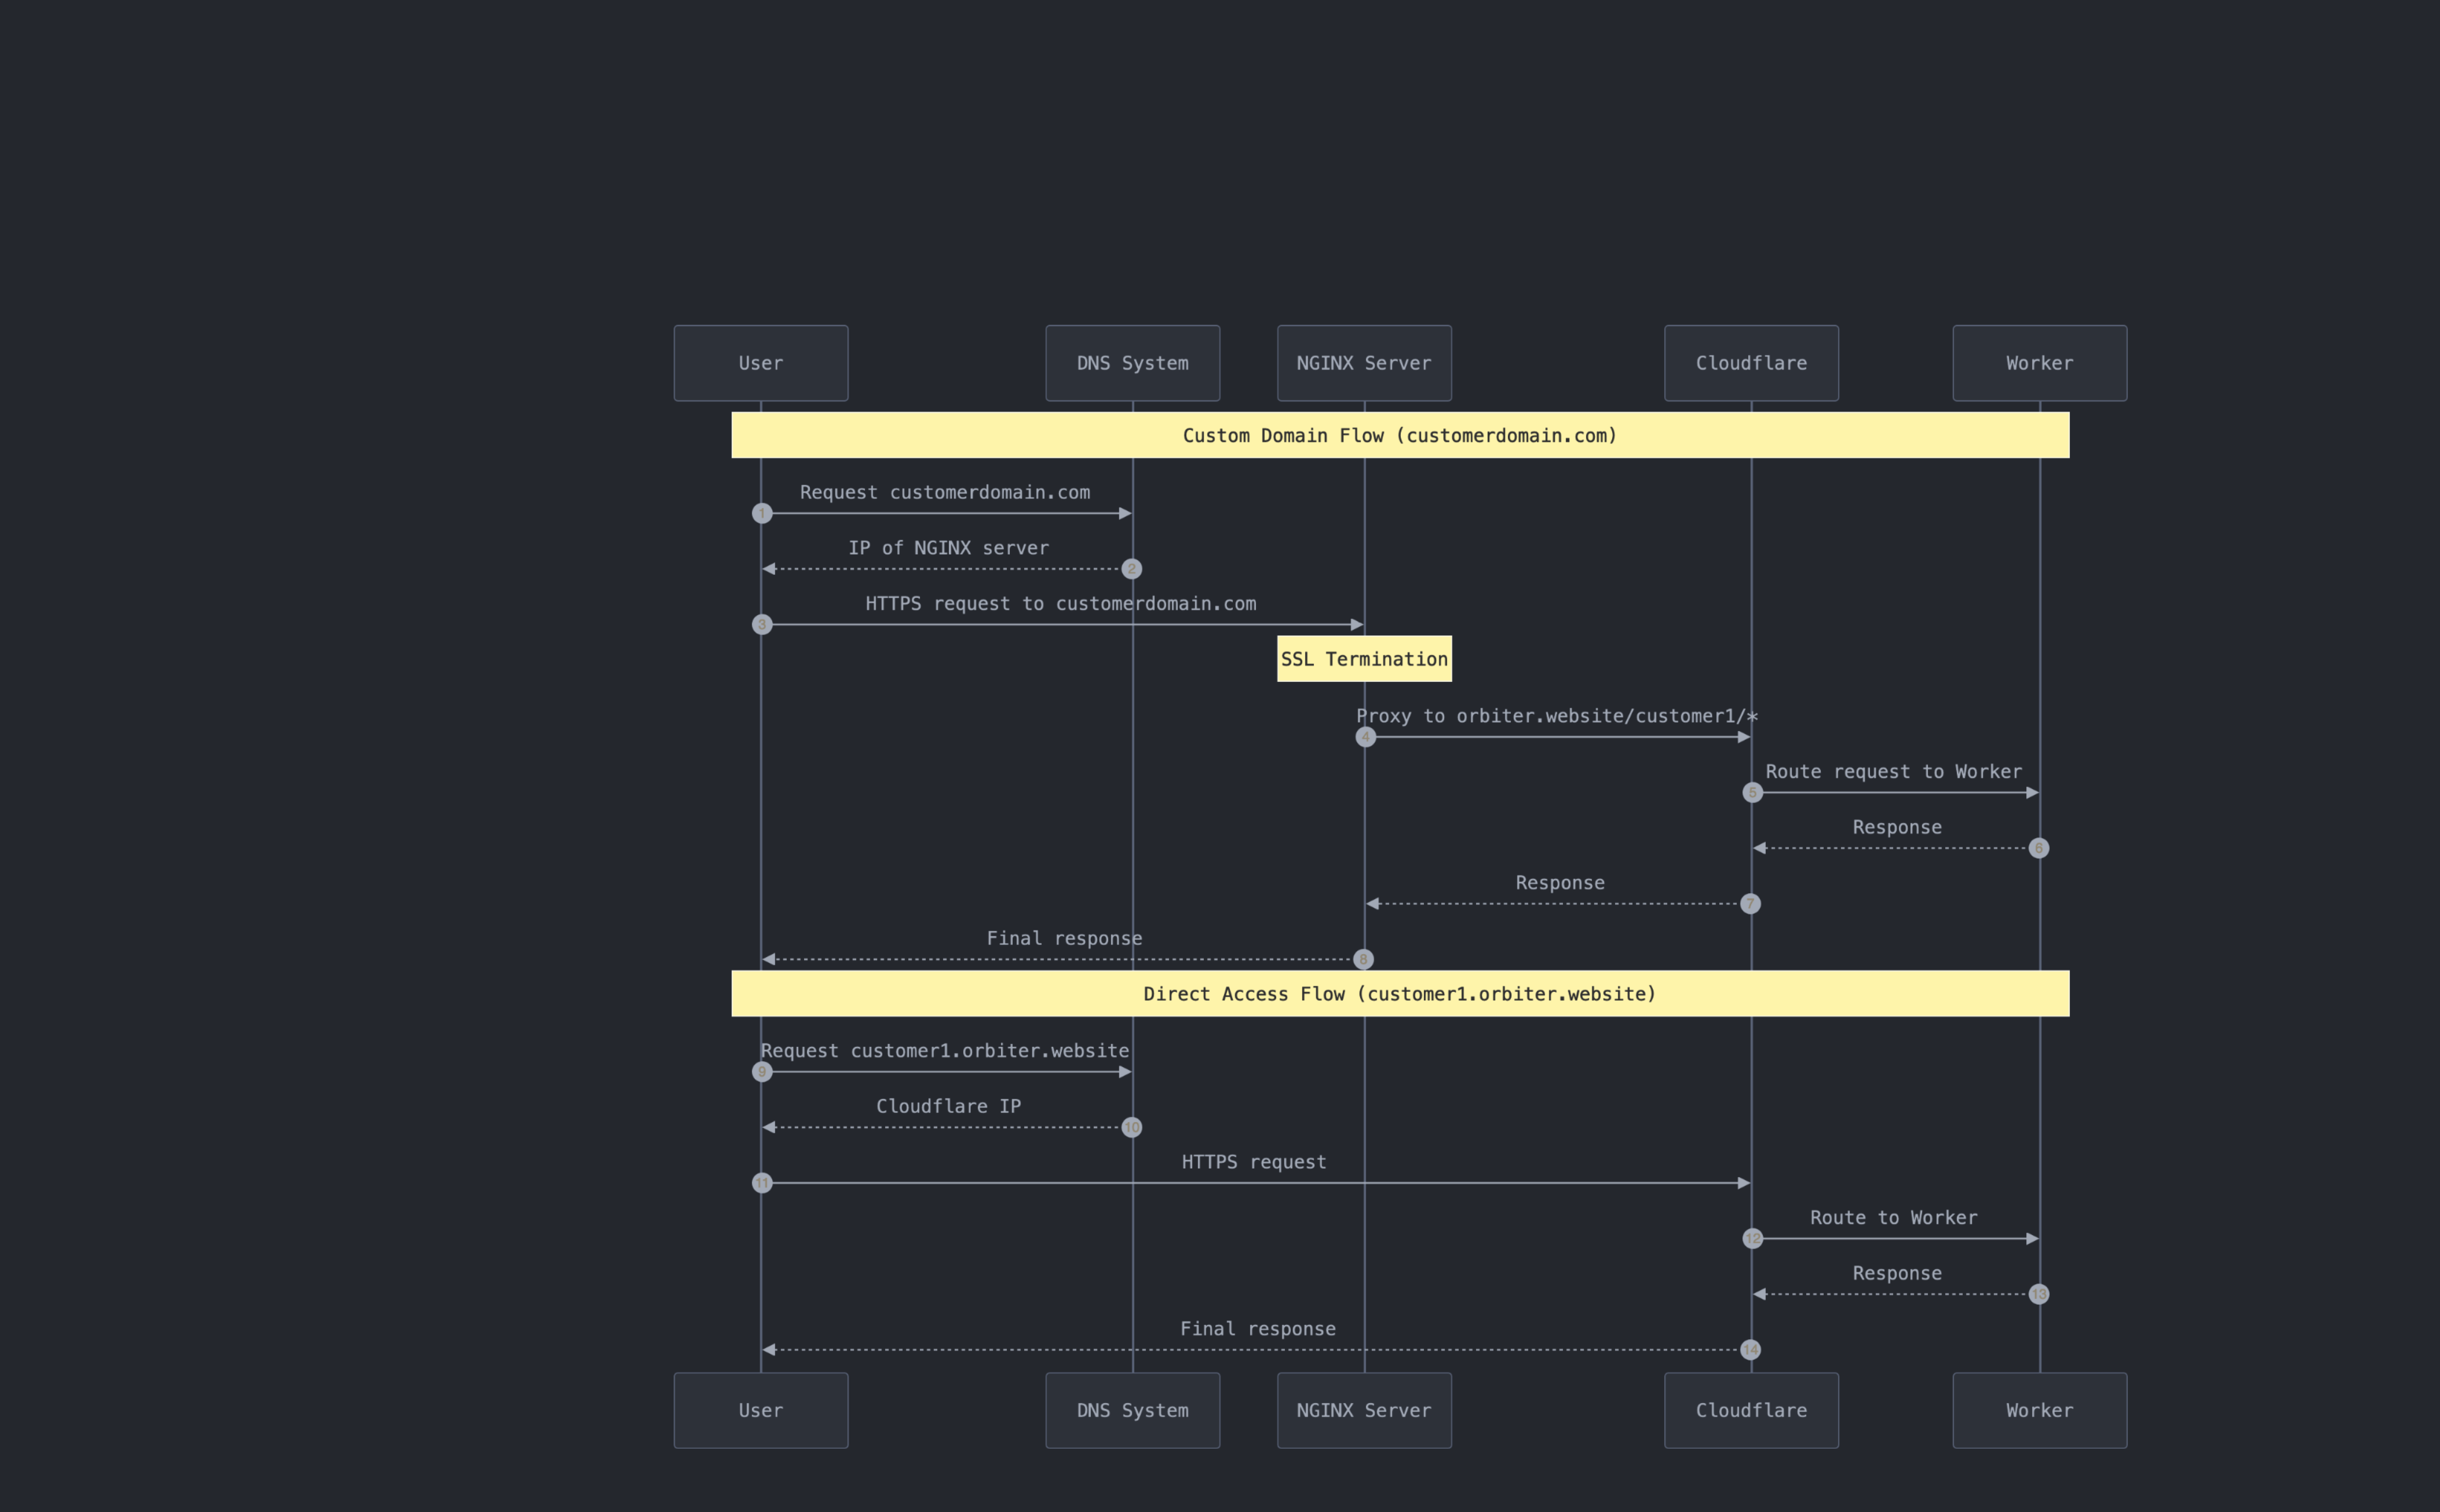 User
DNS System
NGINX Server
Cloudflare
Worker
Custom Domain Flow (customerdomain.com)
Request customerdomain.com
1
IP of NGINX server
2
HTTPS request to customerdomain.com
3
SSL Termination
Proxy to orbiter.website/customer1/*
4
Route request to Worker
5
Response
6
Response
7
Final response
8
Direct Access Flow (customer1.orbiter.website)
Request customer1.orbiter.website
9
Cloudflare IP
10
HTTPS request
11
Route to Worker
12
Response
13
Final response
14
User
DNS System
NGINX Server
Cloudflare
Worker